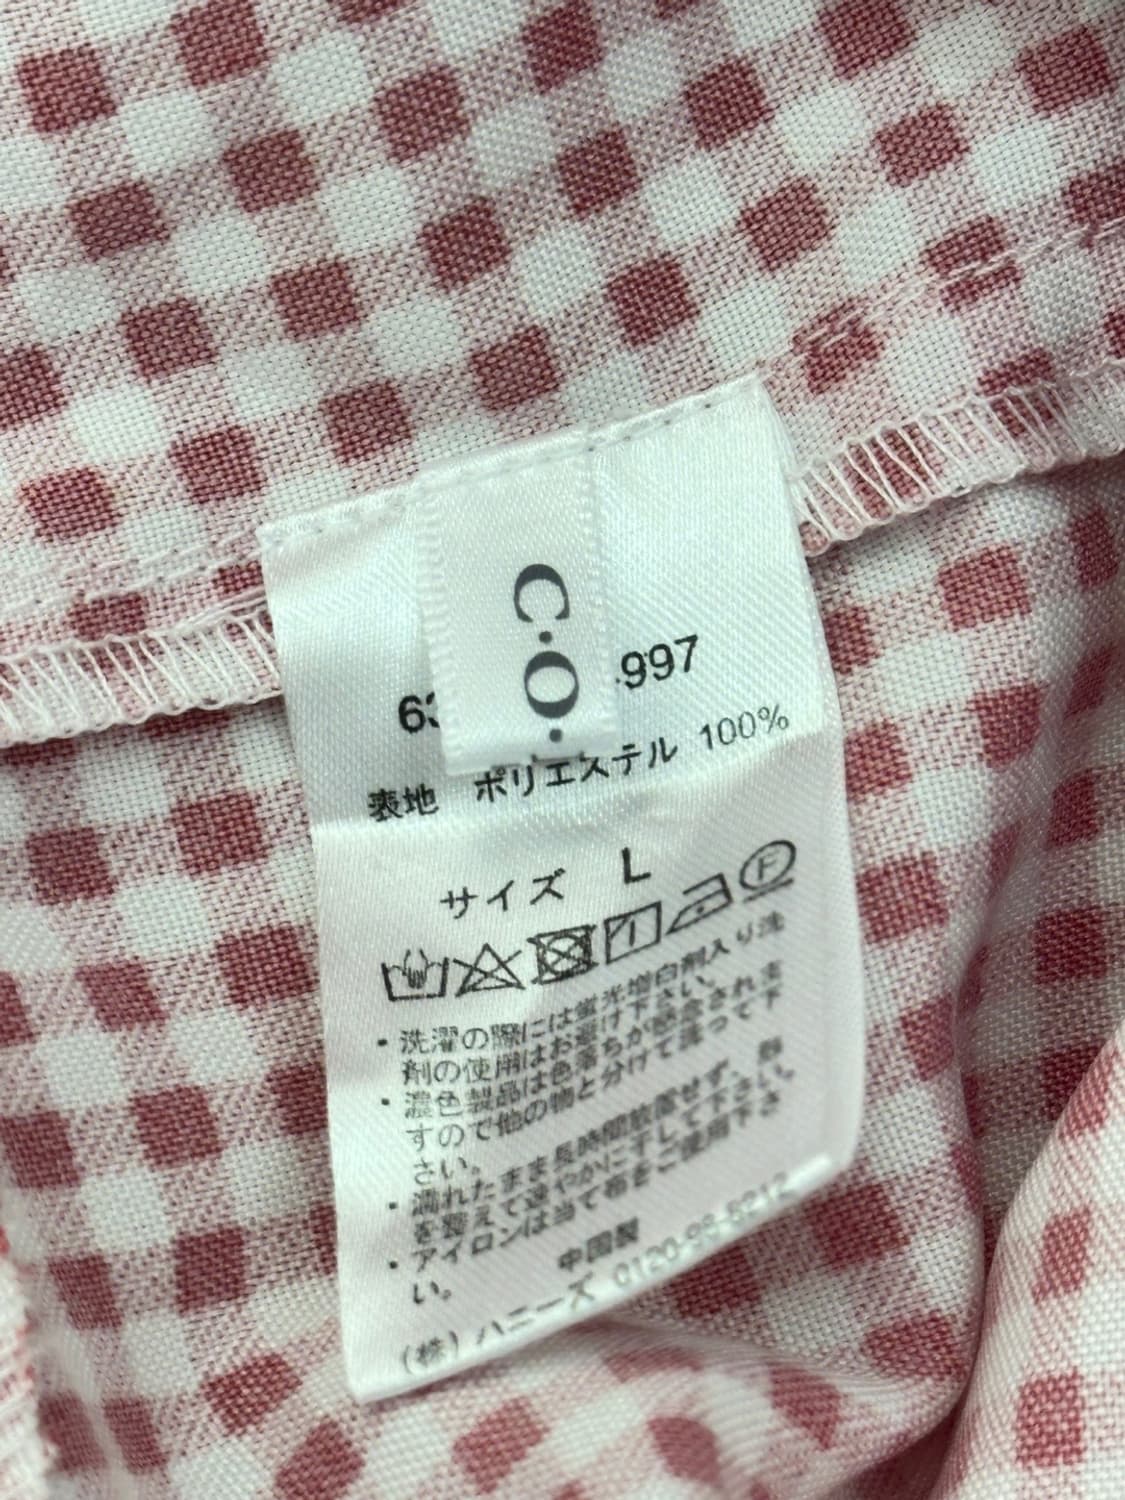 C.O.
63
997
表地 ポリエステル 100%
サイズ L
F
・洗濯の際には蛍光増白剤入り洗
剤の使用はお避け下さい。
・濃色製品は色落ちが懸念されま
すので他の物と分けて洗って下
さい。
・濡れたまま長時間放置せず、形
を整えて速やかに干して下さい。
・アイロンは当て布をご使用下さ
い。
中国製
(株)ハニーズ 0120-98-8212